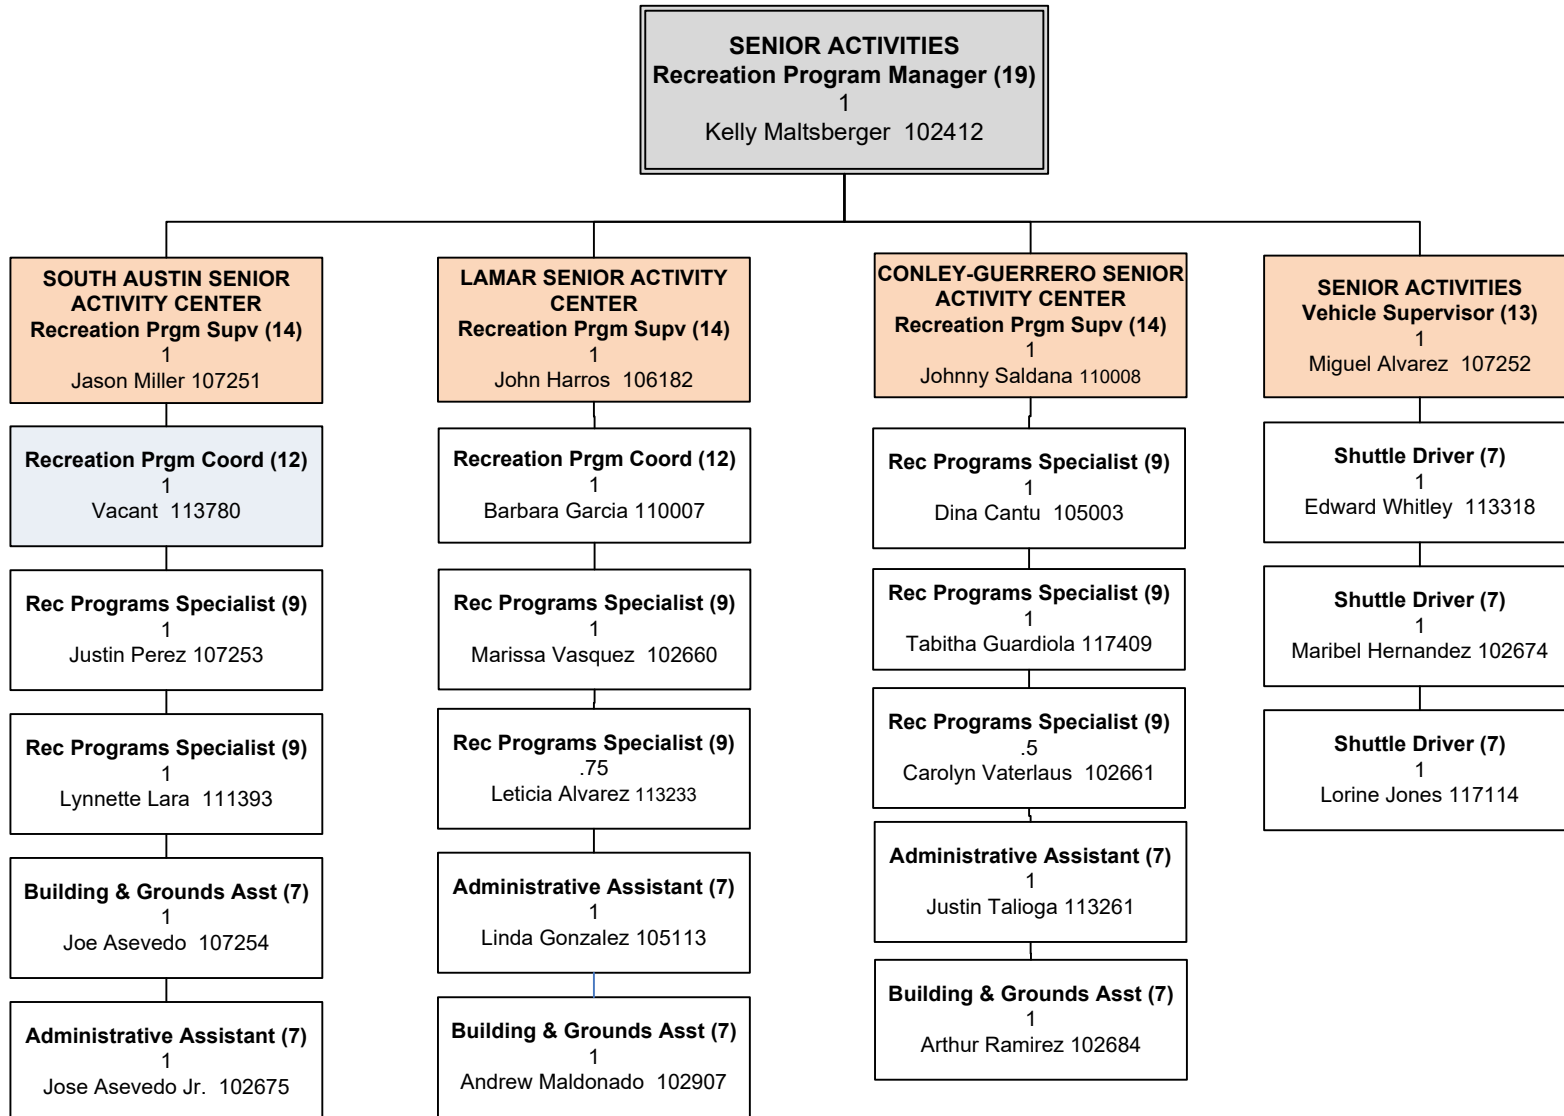 SENIOR ACTIVITIES
Recreation Program Manager (19)
1
Kelly Maltsberger 102412
SOUTH AUSTIN SENIOR
ACTIVITY CENTER
Recreation Prgm Supv (14)
1
Jason Miller 107251
Recreation Prgm Coord (12)
1
Vacant 113780
Rec Programs Specialist (9)
1
Justin Perez 107253
Rec Programs Specialist (9)
1
Lynnette Lara 111393
Building & Grounds Asst (7)
1
Joe Asevedo 107254
Administrative Assistant (7)
1
Jose Asevedo Jr. 102675
LAMAR SENIOR ACTIVITY
CENTER
Recreation Prgm Supv (14)
1
John Harros 106182
Recreation Prgm Coord (12)
1
Barbara Garcia 110007
Rec Programs Specialist (9)
1
Marissa Vasquez 102660
Rec Programs Specialist (9)
.75
Leticia Alvarez 113233
Administrative Assistant (7)
1
Linda Gonzalez 105113
Building & Grounds Asst (7)
1
Andrew Maldonado 102907
CONLEY-GUERRERO SENIOR
ACTIVITY CENTER
Recreation Prgm Supv (14)
1
Johnny Saldana 110008
Rec Programs Specialist (9)
1
Dina Cantu 105003
Rec Programs Specialist (9)
1
Tabitha Guardiola 117409
Rec Programs Specialist (9)
.5
Carolyn Vaterlaus 102661
Administrative Assistant (7)
1
Justin Talioga 113261
Building & Grounds Asst (7)
1
Arthur Ramirez 102684
SENIOR ACTIVITIES
Vehicle Supervisor (13)
1
Miguel Alvarez 107252
Shuttle Driver (7)
1
Edward Whitley 113318
Shuttle Driver (7)
1
Maribel Hernandez 102674
Shuttle Driver (7)
1
Lorine Jones 117114